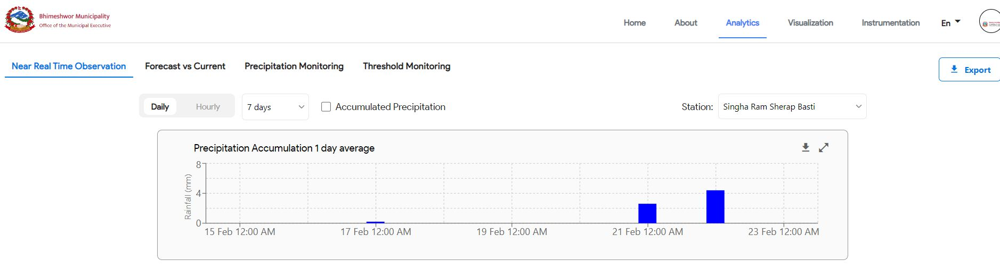 Bhimeshwor Municipality
Office of the Municipal Executive
Home About Analytics Visualization Instrumentation En
Near Real Time Observation Forecast vs Current Precipitation Monitoring Threshold Monitoring
Export
Daily Hourly 7 days Accumulated Precipitation Station: Singha Ram Sherap Basti
Precipitation Accumulation 1 day average
8
4
0
Rainfall (mm)
15 Feb 12:00 AM 17 Feb 12:00 AM 19 Feb 12:00 AM 21 Feb 12:00 AM 23 Feb 12:00 AM